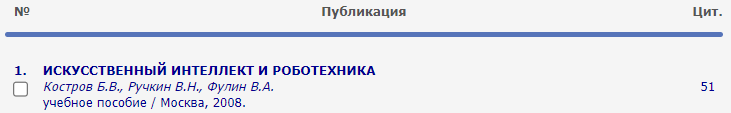 № Публикация Цит.
1. ИСКУССТВЕННЫЙ ИНТЕЛЛЕКТ И РОБОТЕХНИКА
Костров Б.В., Ручкин В.Н., Фулин В.А. 51
учебное пособие / Москва, 2008.